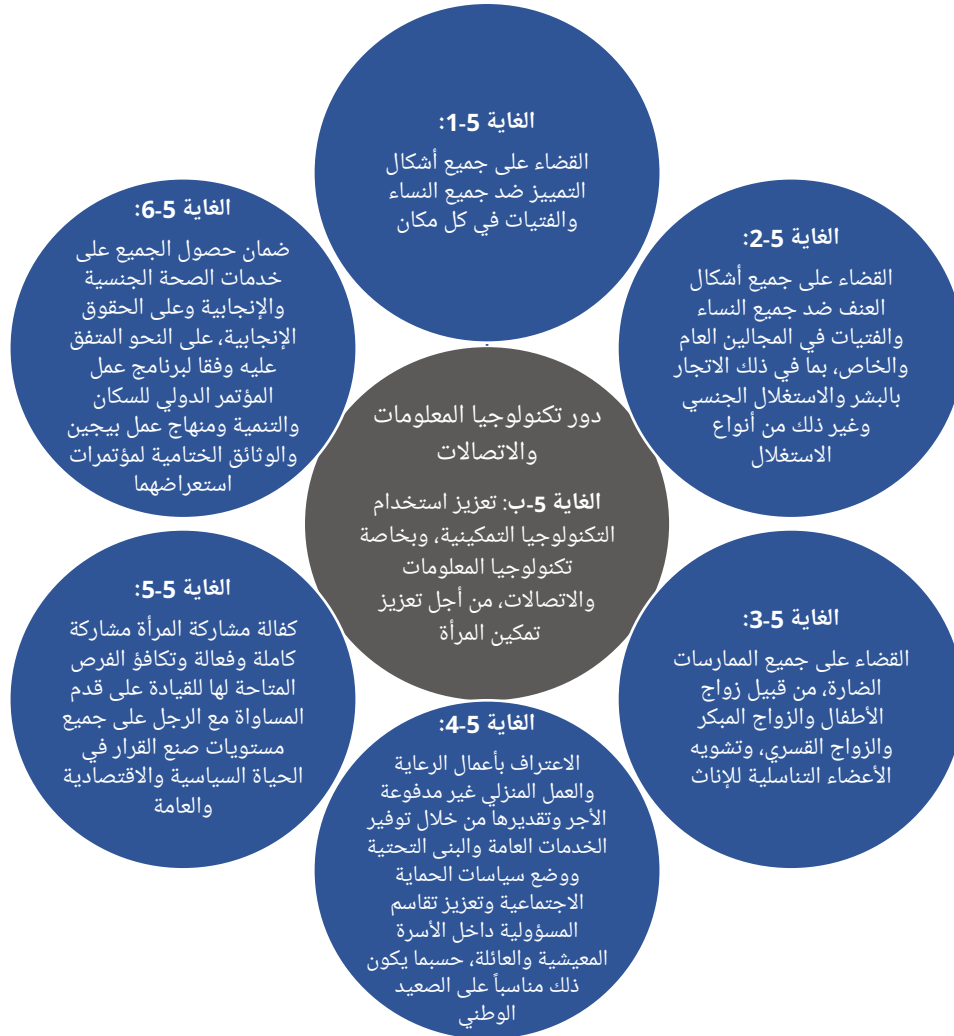 الغاية 5-1:
القضاء على جميع أشكال
التمييز ضد جميع النساء
والفتيات في كل مكان
الغاية 5-2:
القضاء على جميع أشكال
العنف ضد جميع النساء
والفتيات في المجالين العام
والخاص، بما في ذلك الاتجار
بالبشر والاستغلال الجنسي
وغير ذلك من أنواع
الاستغلال
الغاية 5-3:
القضاء على جميع الممارسات
الضارة، من قبيل زواج
الأطفال والزواج المبكر
والزواج القسري، وتشويه
الأعضاء التناسلية للإناث
الغاية 5-4:
الاعتراف بأعمال الرعاية
والعمل المنزلي غير مدفوعة
الأجر وتقديرها من خلال توفير
الخدمات العامة والبنى التحتية
ووضع سياسات الحماية
الاجتماعية وتعزيز تقاسم
المسؤولية داخل الأسرة
المعيشية والعائلة، حسبما يكون
ذلك مناسباً على الصعيد
الوطني
الغاية 5-5:
كفالة مشاركة المرأة مشاركة
كاملة وفعالة وتكافؤ الفرص
المتاحة لها للقيادة على قدم
المساواة مع الرجل على جميع
مستويات صنع القرار في
الحياة السياسية والاقتصادية
والعامة
الغاية 5-6:
ضمان حصول الجميع على
خدمات الصحة الجنسية
والإنجابية وعلى الحقوق
الإنجابية، على النحو المتفق
عليه وفقا لبرنامج عمل
المؤتمر الدولي للسكان
والتنمية ومنهاج عمل بيجين
والوثائق الختامية لمؤتمرات
استعراضهما
دور تكنولوجيا المعلومات
والاتصالات
الغاية 5-ب: تعزيز استخدام
التكنولوجيا التمكينية، وبخاصة
تكنولوجيا المعلومات
والاتصالات، من أجل تعزيز
تمكين المرأة